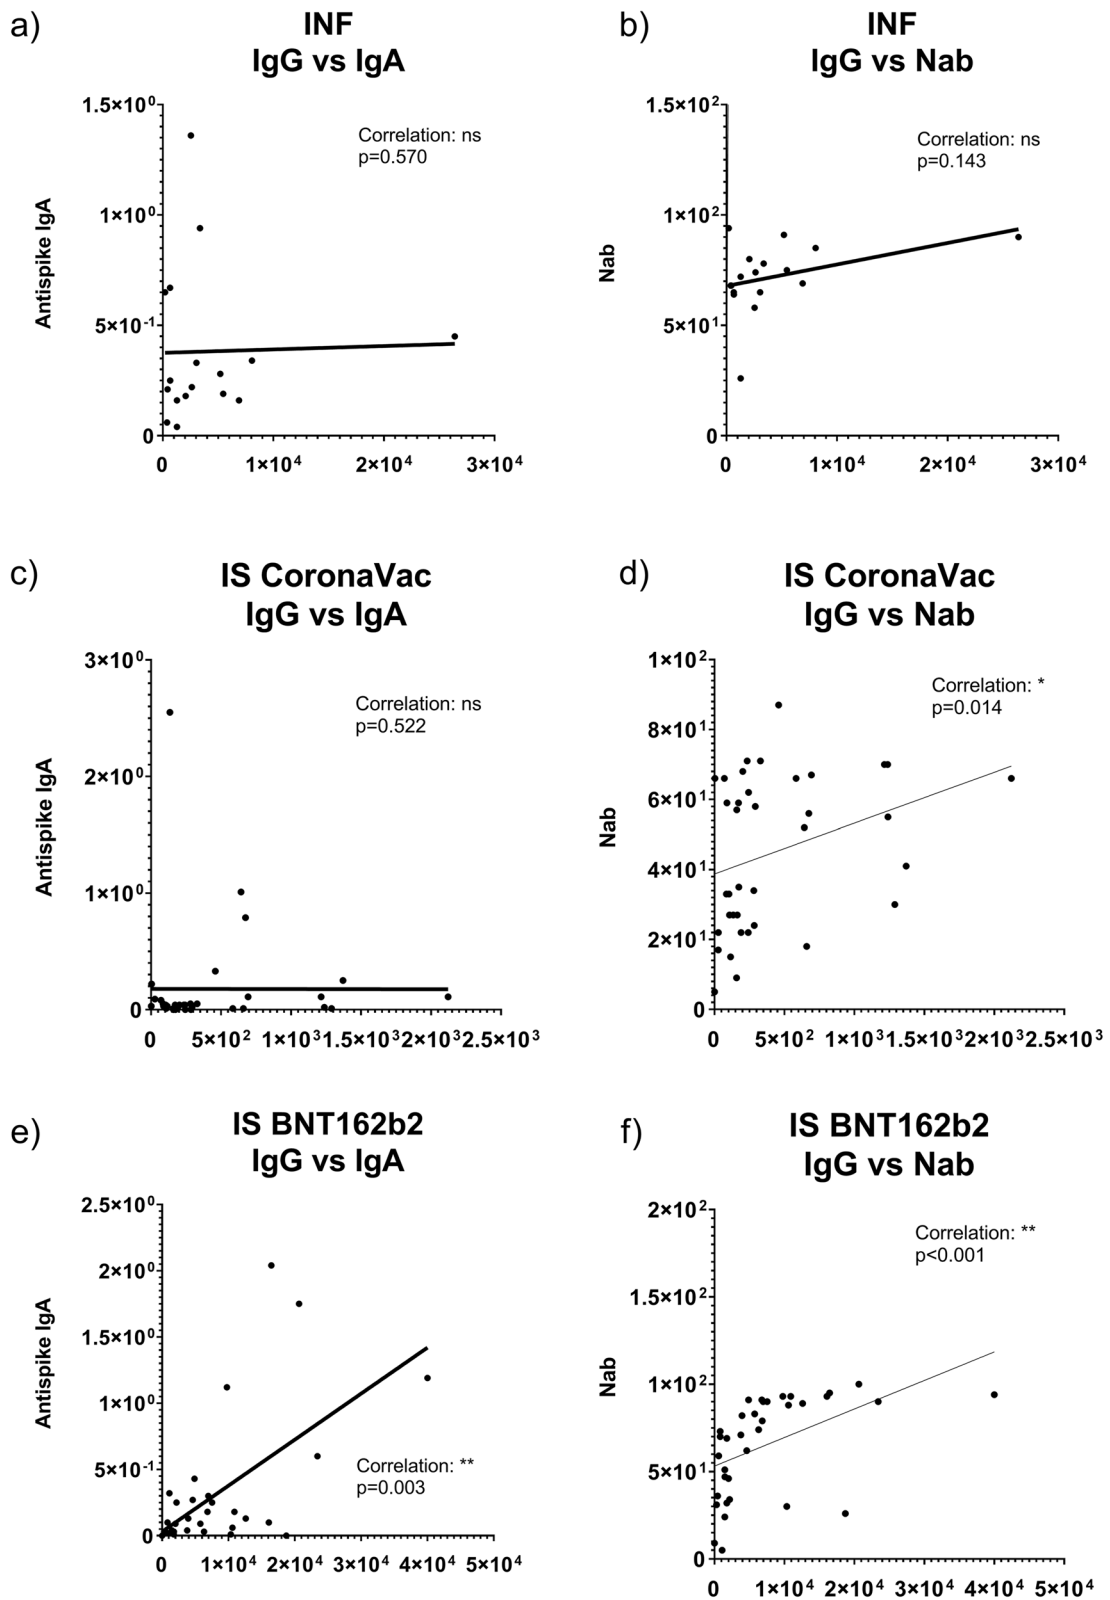 a)
INF
IgG vs IgA
1.5×10⁰
1×10⁰
5×10⁻¹
0
Antispike IgA
Correlation: ns
p=0.570
0 1×10⁴ 2×10⁴ 3×10⁴
b)
INF
IgG vs Nab
1.5×10²
1×10²
5×10¹
0
Nab
Correlation: ns
p=0.143
0 1×10⁴ 2×10⁴ 3×10⁴
c)
IS CoronaVac
IgG vs IgA
3×10⁰
2×10⁰
1×10⁰
0
Antispike IgA
Correlation: ns
p=0.522
0 5×10² 1×10³ 1.5×10³ 2×10³ 2.5×10³
d)
IS CoronaVac
IgG vs Nab
1×10²
8×10¹
6×10¹
4×10¹
2×10¹
0
Nab
Correlation: *
p=0.014
0 5×10² 1×10³ 1.5×10³ 2×10³ 2.5×10³
e)
IS BNT162b2
IgG vs IgA
2.5×10⁰
2×10⁰
1.5×10⁰
1×10⁰
5×10⁻¹
0
Antispike IgA
Correlation: **
p=0.003
0 1×10⁴ 2×10⁴ 3×10⁴ 4×10⁴ 5×10⁴
f)
IS BNT162b2
IgG vs Nab
2×10²
1.5×10²
1×10²
5×10¹
0
Nab
Correlation: **
p<0.001
0 1×10⁴ 2×10⁴ 3×10⁴ 4×10⁴ 5×10⁴